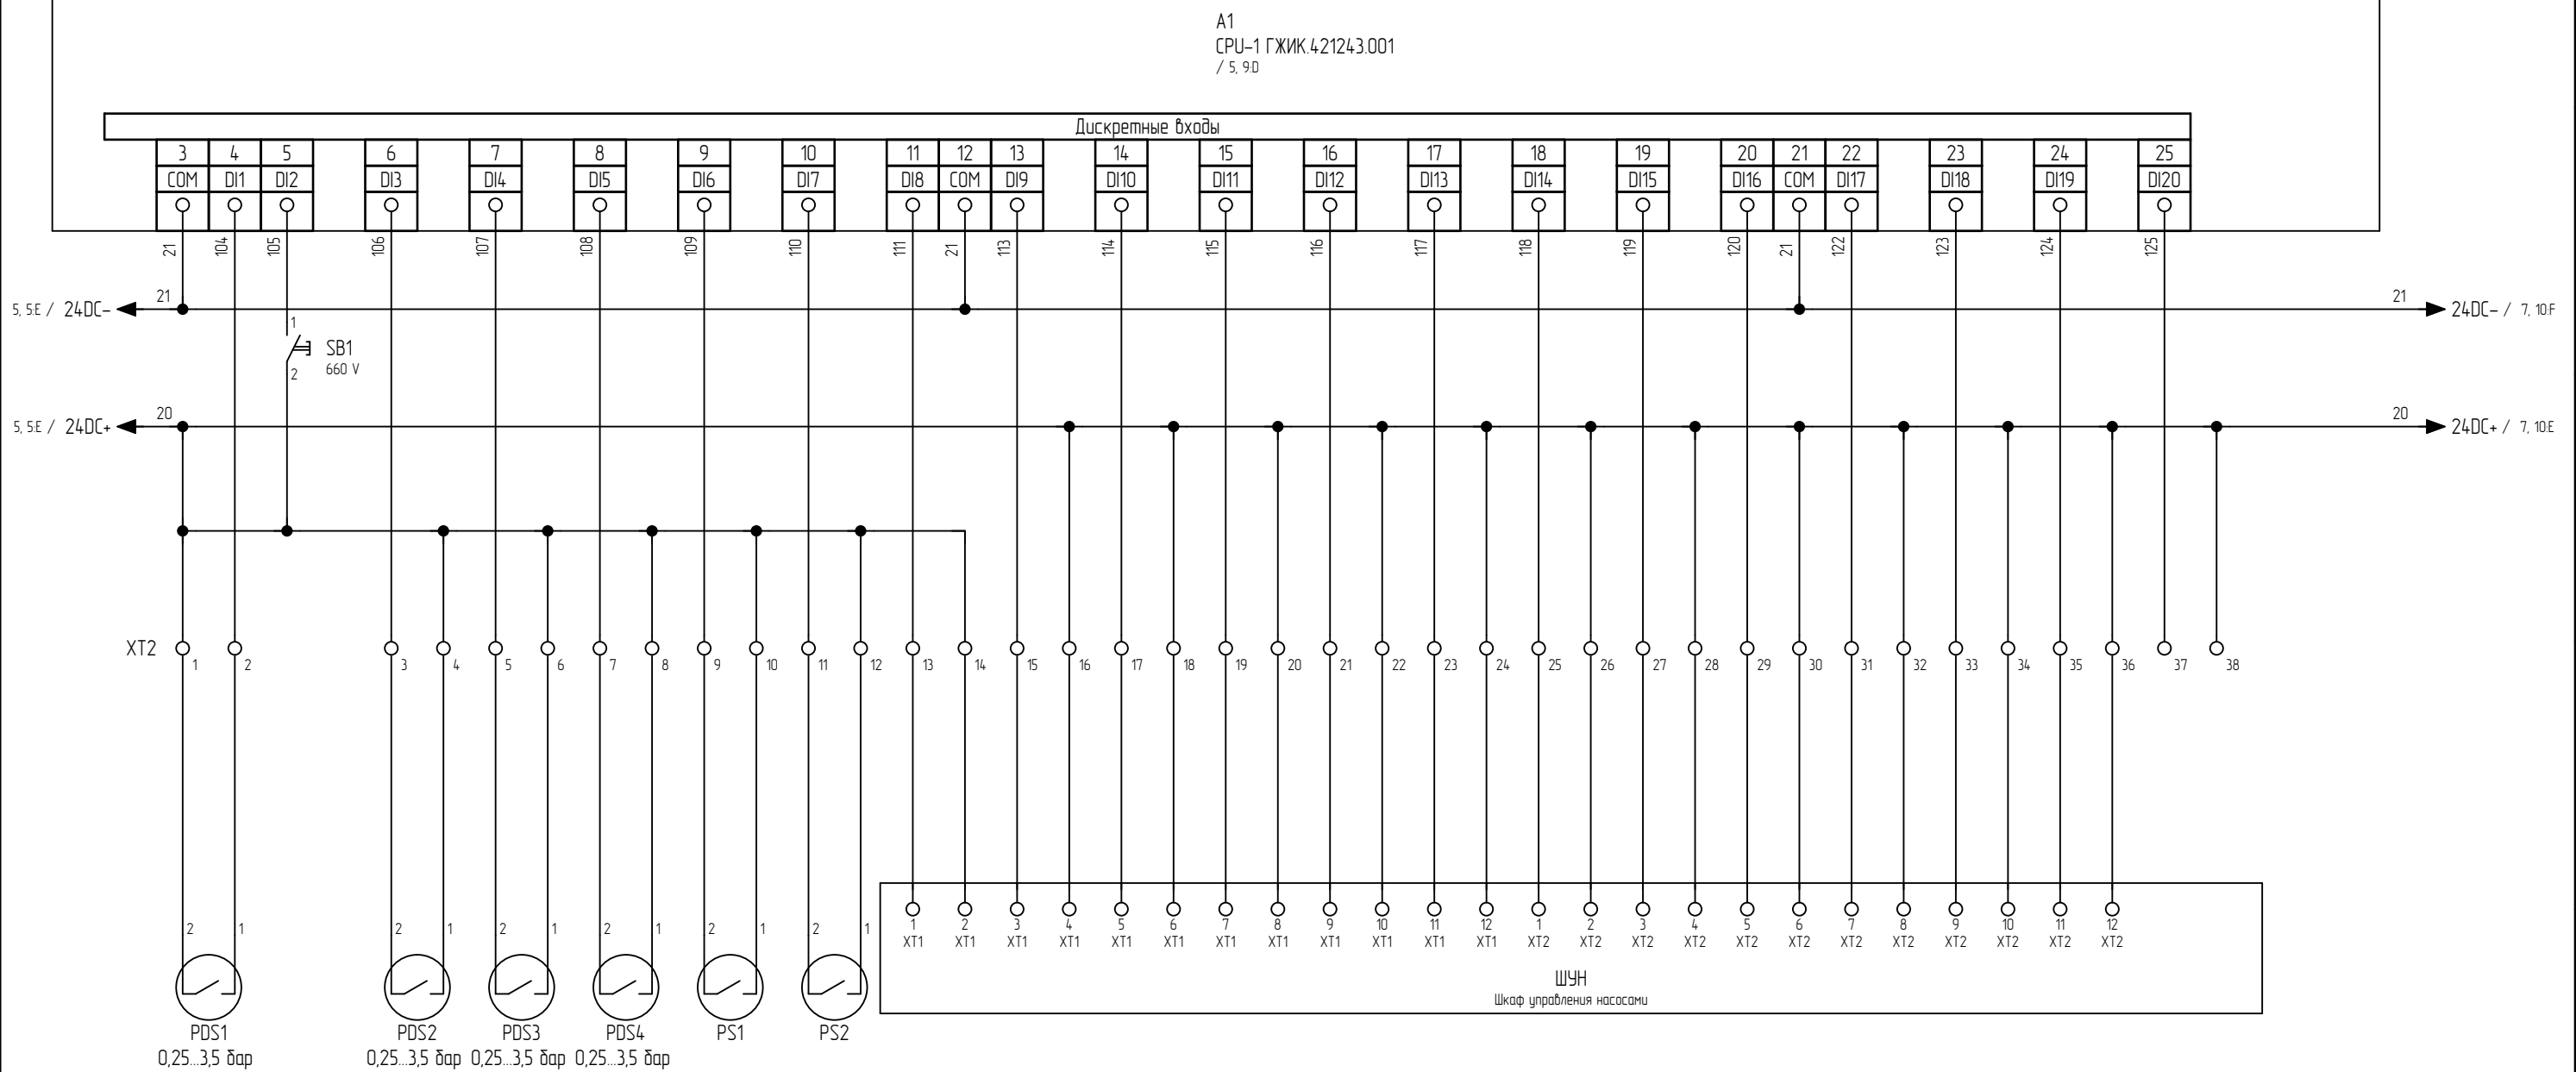 A1
CPU-1 ГЖИК.421243.001
/ 5, 9:D
Дискретные входы
3 4 5 6 7 8 9 10 11 12 13 14 15 16 17 18 19 20 21 22 23 24 25
COM DI1 DI2 DI3 DI4 DI5 DI6 DI7 DI8 COM DI9 DI10 DI11 DI12 DI13 DI14 DI15 DI16 COM DI17 DI18 DI19 DI20
21 104 105 106 107 108 109 110 111 21 113 114 115 116 117 118 119 120 21 122 123 124 125
21 21
5, 5:E / 24DC- 24DC- / 7, 10:F
1
SB1
2 660 V
20 20
5, 5:E / 24DC+ 24DC+ / 7, 10:E
XT2
1 2 3 4 5 6 7 8 9 10 11 12 13 14 15 16 17 18 19 20 21 22 23 24 25 26 27 28 29 30 31 32 33 34 35 36 37 38
2 1 2 1 2 1 2 1 2 1 2 1
1 2 3 4 5 6 7 8 9 10 11 12 1 2 3 4 5 6 7 8 9 10 11 12
XT1 XT1 XT1 XT1 XT1 XT1 XT1 XT1 XT1 XT1 XT1 XT1 XT2 XT2 XT2 XT2 XT2 XT2 XT2 XT2 XT2 XT2 XT2 XT2
ШУН
Шкаф управления насосами
PDS1 PDS2 PDS3 PDS4 PS1 PS2
0,25...3,5 бар 0,25...3,5 бар 0,25...3,5 бар 0,25...3,5 бар